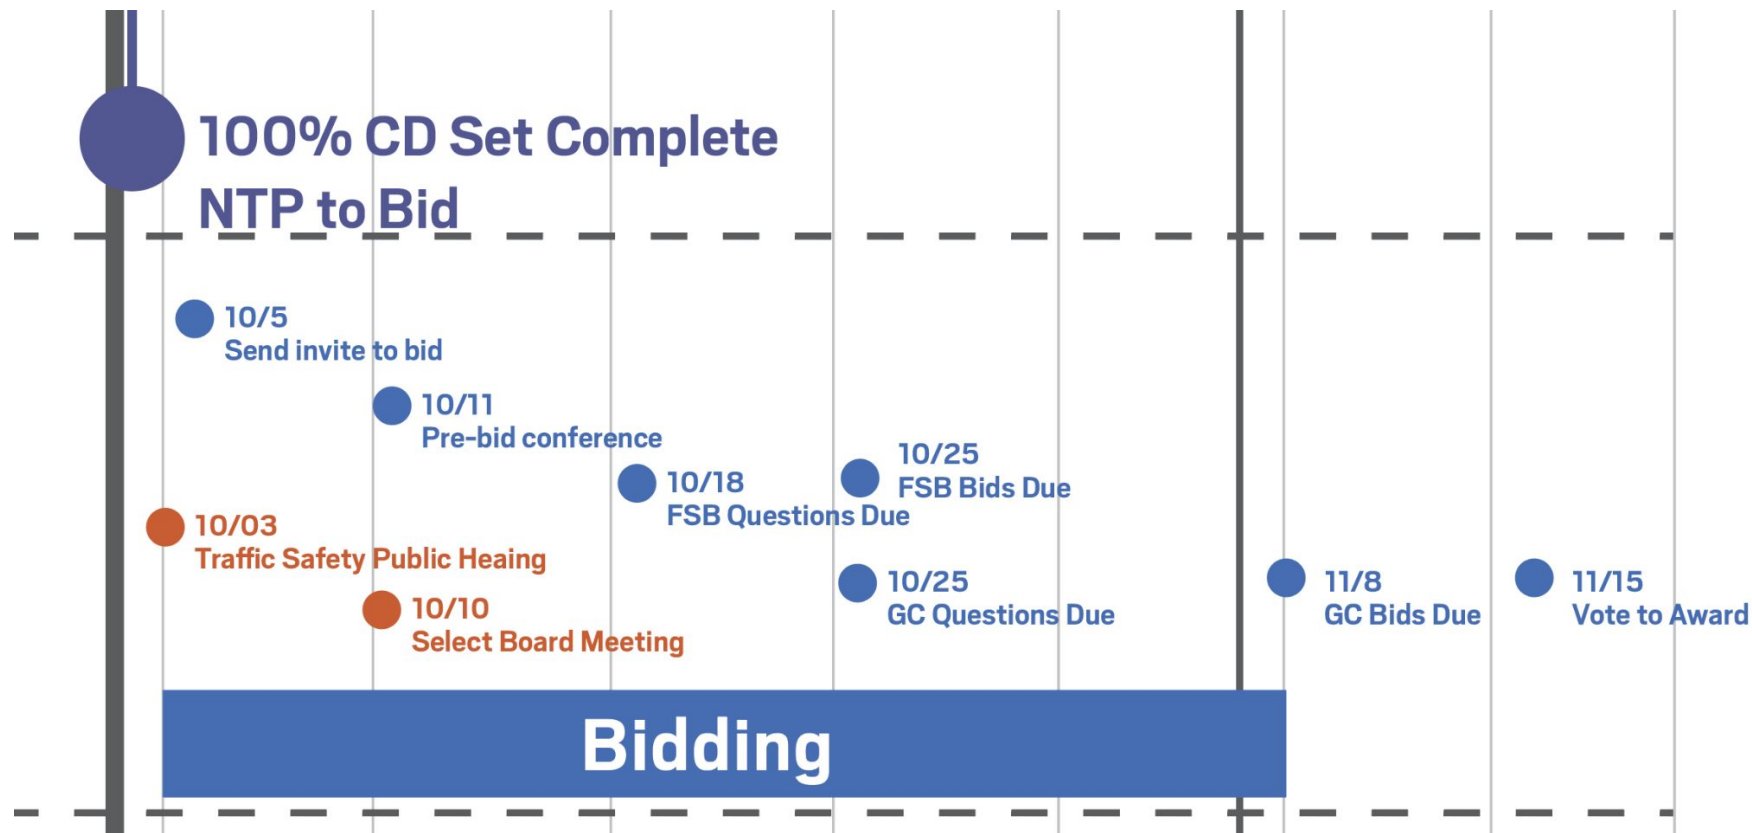 100% CD Set Complete
NTP to Bid
10/5
Send invite to bid
10/11
Pre-bid conference
10/18
FSB Questions Due
10/25
FSB Bids Due
10/03
Traffic Safety Public Heaing
10/10
Select Board Meeting
10/25
GC Questions Due
11/8
GC Bids Due
11/15
Vote to Award
Bidding